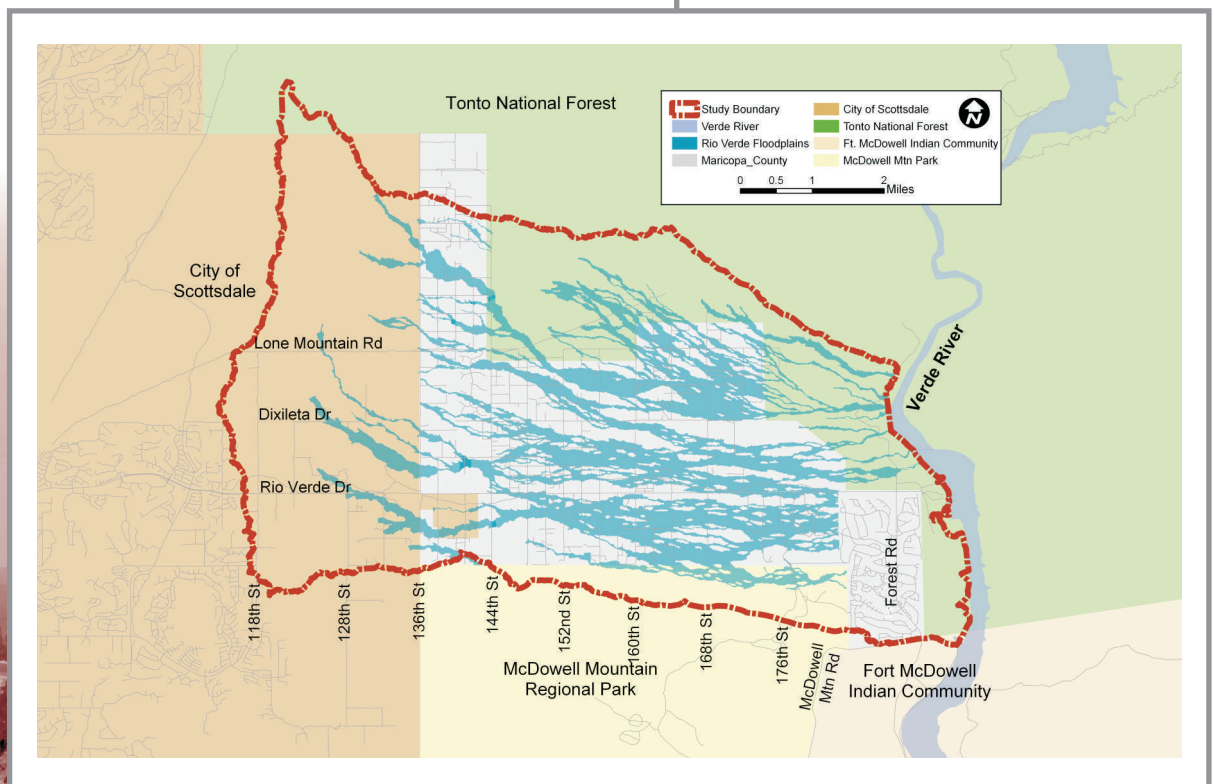 Tonto National Forest
Study Boundary
Verde River
Rio Verde Floodplains
Maricopa_County
City of Scottsdale
Tonto National Forest
Ft. McDowell Indian Community
McDowell Mtn Park
N
0 0.5 1 2
Miles
City of
Scottsdale
Lone Mountain Rd
Dixileta Dr
Rio Verde Dr
Verde River
Forest Rd
118th St
128th St
136th St
144th St
152nd St
160th St
168th St
176th St
McDowell
Mtn Rd
McDowell Mountain
Regional Park
Fort McDowell
Indian Community